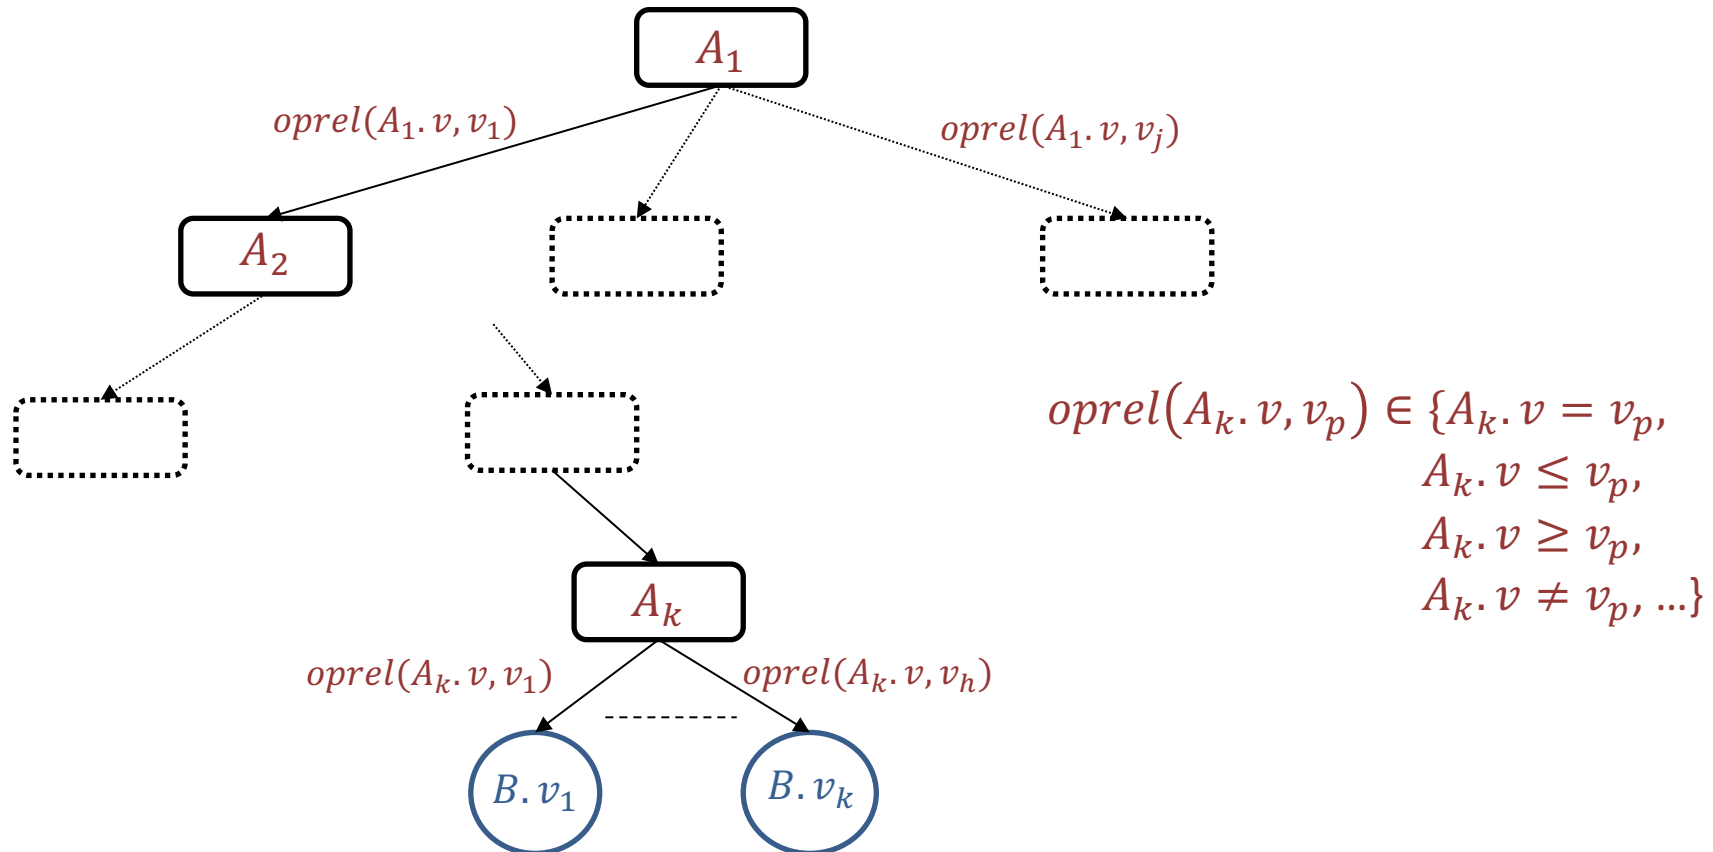 A₁
oprel(A₁. v, v₁)
oprel(A₁. v, vⱼ)
A₂
oprel(Aₖ. v, vₚ) ∈ {Aₖ. v = vₚ,
Aₖ. v ≤ vₚ,
Aₖ. v ≥ vₚ,
Aₖ. v ≠ vₚ, …}
Aₖ
oprel(Aₖ. v, v₁)
oprel(Aₖ. v, vₕ)
B. v₁
B. vₖ